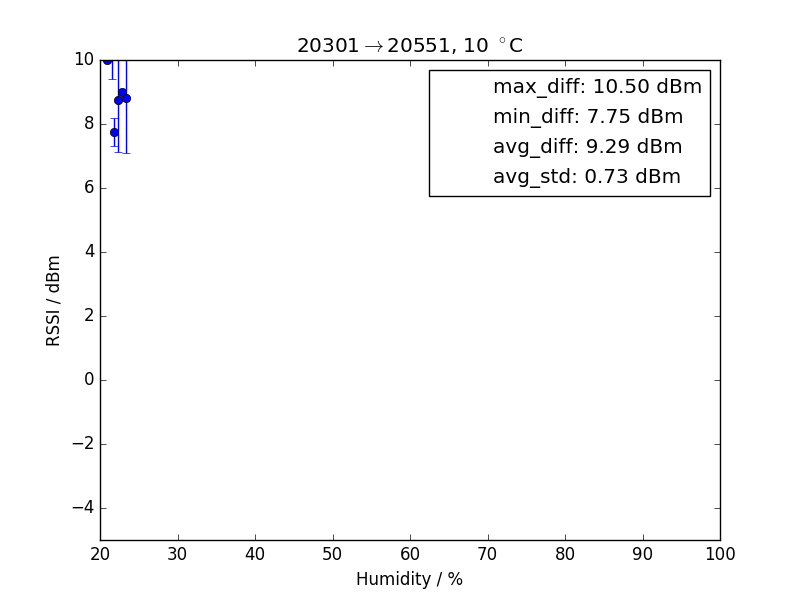 20301→20551, 10 °C
max_diff: 10.50 dBm
min_diff: 7.75 dBm
avg_diff: 9.29 dBm
avg_std: 0.73 dBm
RSSI / dBm
10
8
6
4
2
0
−2
−4
20 30 40 50 60 70 80 90 100
Humidity / %